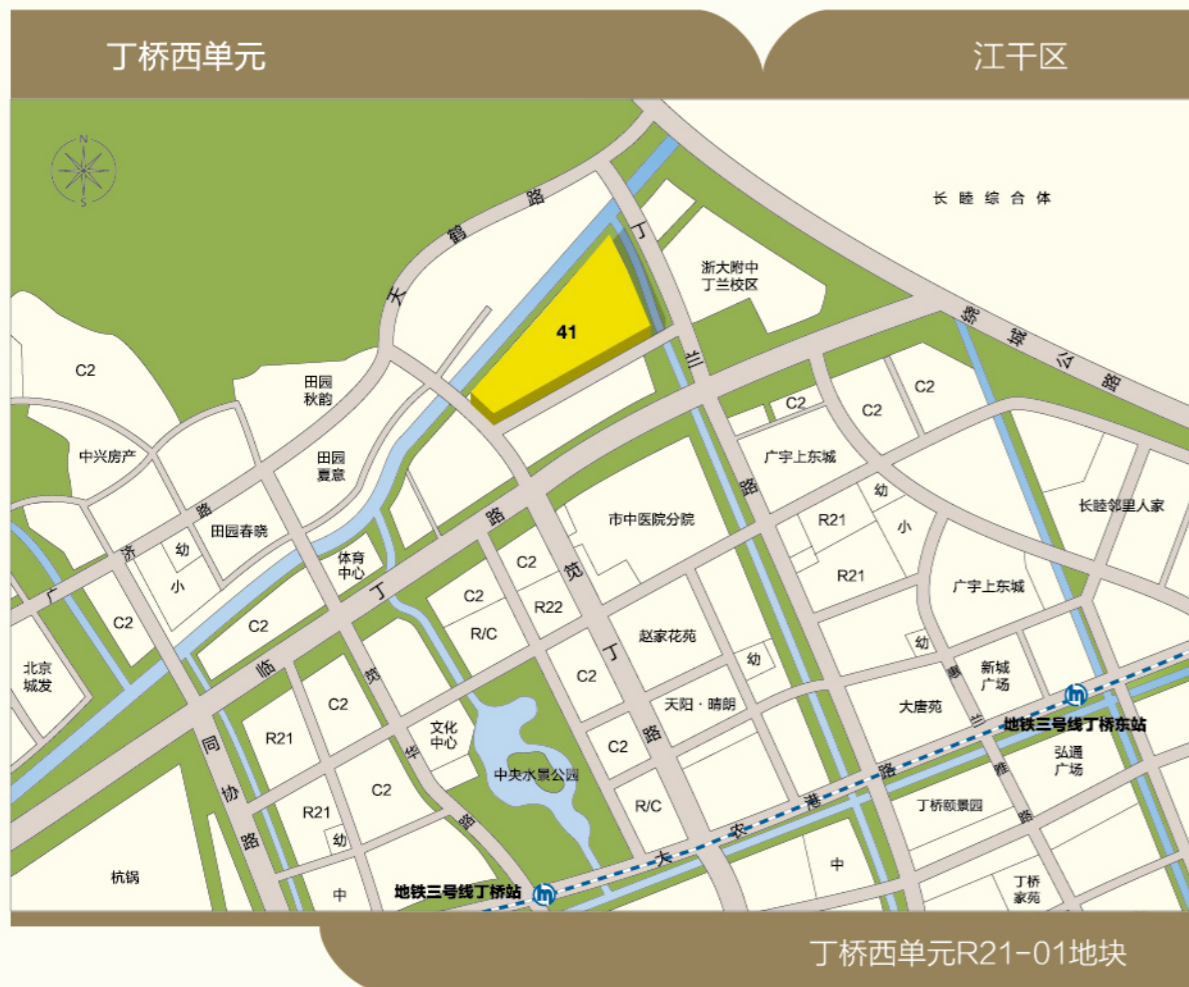 丁桥西单元
江干区
N
S
长睦综合体
天鹤路
丁兰路
浙大附中
丁兰校区
41
绕城公路
C2
田园
秋韵
中兴房产
田园
夏意
田园春晓
广济路
幼
小
体育
中心
C2
C2
北京
城发
临丁路
市中医院分院
C2
R22
C2
R/C
笕丁路
C2
C2
C2
广宇上东城
幼
R21
小
R21
长睦邻里人家
广宇上东城
赵家花苑
幼
幼
新城
广场
天阳·晴朗
大唐苑
惠兰雅路
地铁三号线丁桥东站
弘通
广场
C2
C2
R/C
C2
R21
文化
中心
中央水景公园
笕华路
同协路
R21
C2
幼
中
杭锅
地铁三号线丁桥站
大农港路
丁桥颐景园
中
丁桥
家苑
丁桥西单元R21-01地块